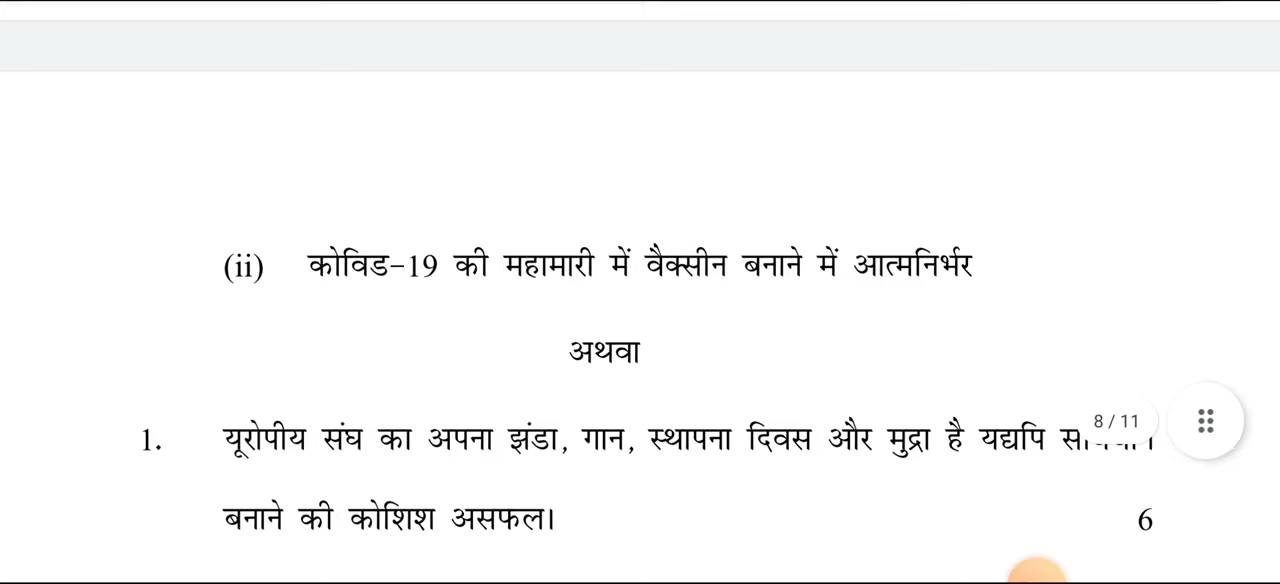 (ii) कोविड-19 की महामारी में वैक्सीन बनाने में आत्मनिर्भर
अथवा
1. यूरोपीय संघ का अपना झंडा, गान, स्थापना दिवस और मुद्रा है यद्यपि
8 / 11
बनाने की कोशिश असफल। 6